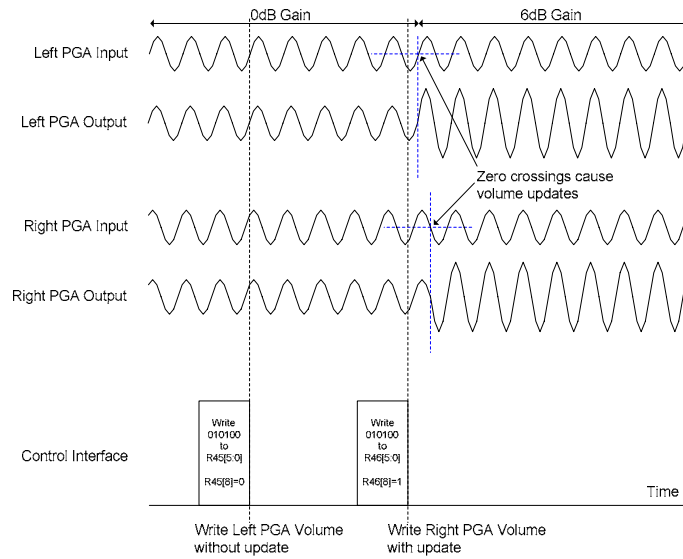 0dB Gain
6dB Gain
Left PGA Input
Left PGA Output
Zero crossings cause
volume updates
Right PGA Input
Right PGA Output
Control Interface
Write
010100
to
R45[5:0]
R45[8]=0
Write
010100
to
R46[5:0]
R46[8]=1
Time
Write Left PGA Volume
without update
Write Right PGA Volume
with update